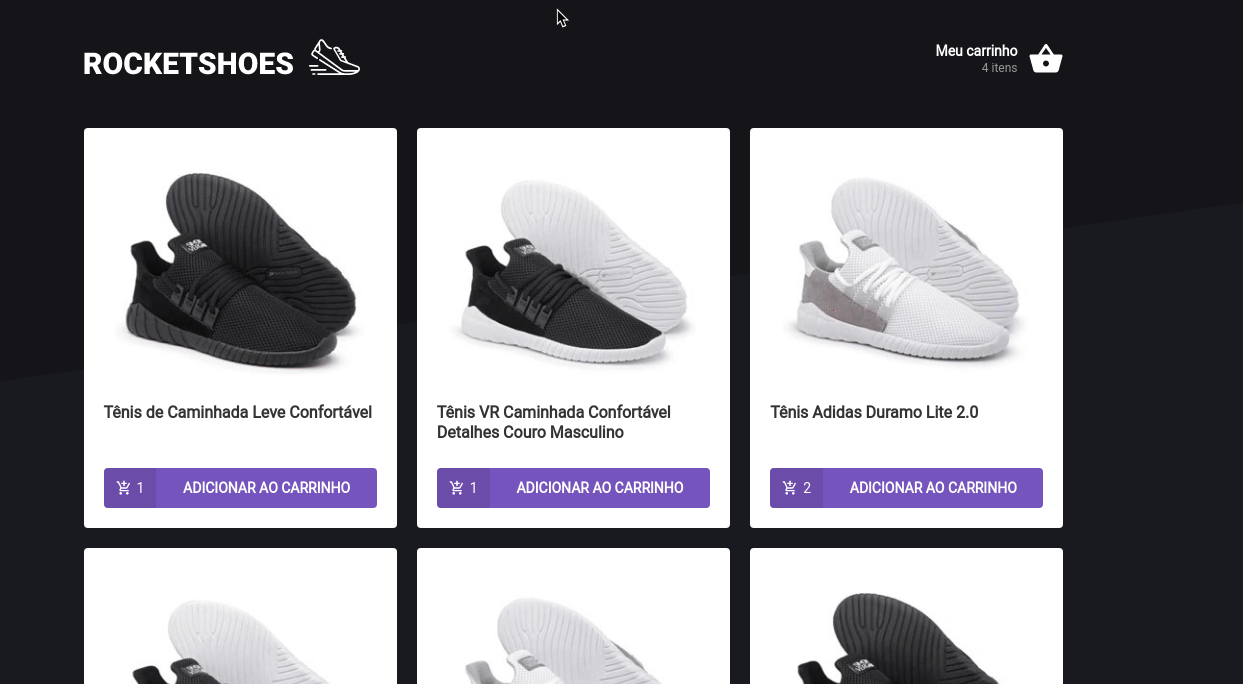 ROCKETSHOES
Meu carrinho
4 itens
Tênis de Caminhada Leve Confortável
1 ADICIONAR AO CARRINHO
Tênis VR Caminhada Confortável
Detalhes Couro Masculino
1 ADICIONAR AO CARRINHO
Tênis Adidas Duramo Lite 2.0
2 ADICIONAR AO CARRINHO